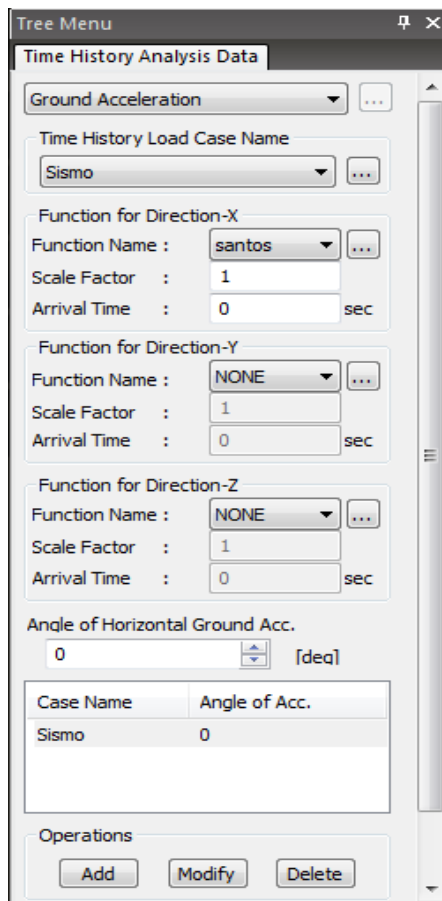 Tree Menu
Time History Analysis Data
Ground Acceleration ...
Time History Load Case Name
Sismo ...
Function for Direction-X
Function Name : santos ...
Scale Factor : 1
Arrival Time : 0 sec
Function for Direction-Y
Function Name : NONE ...
Scale Factor : 1
Arrival Time : 0 sec
Function for Direction-Z
Function Name : NONE ...
Scale Factor : 1
Arrival Time : 0 sec
Angle of Horizontal Ground Acc.
0 [deg]
Case Name Angle of Acc.
Sismo 0
Operations
Add Modify Delete